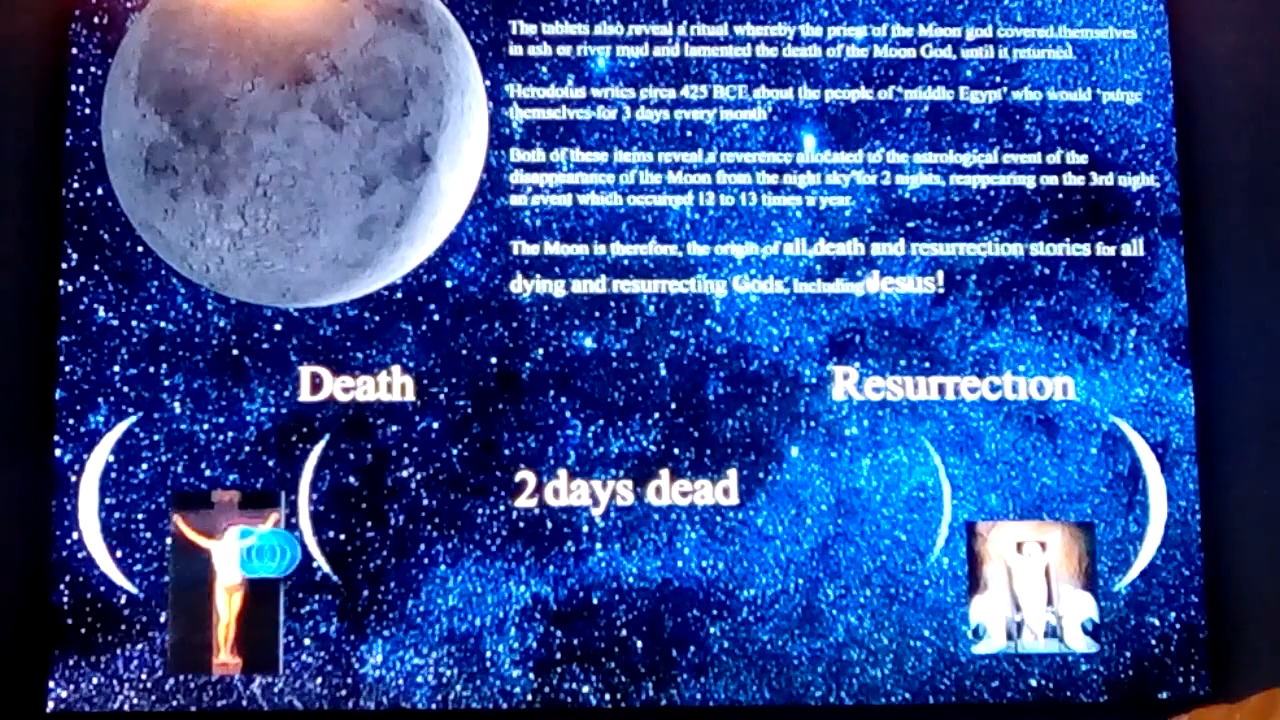 The tablets also reveal a ritual whereby the priest of the Moon god covered themselves
in ash or river mud and lamented the death of the Moon God, until it returned.
'Herodotus writes circa 425 BCE about the people of 'middle Egypt' who would 'purge
themselves for 3 days every month'
Both of these items reveal a reverence allocated to the astrological event of the
disappearance of the Moon from the night sky for 2 nights, reappearing on the 3rd night,
an event which occurred 12 to 13 times a year.
The Moon is therefore, the origin of all death and resurrection stories for all
dying and resurrecting Gods, including Jesus!
Death
Resurrection
2 days dead